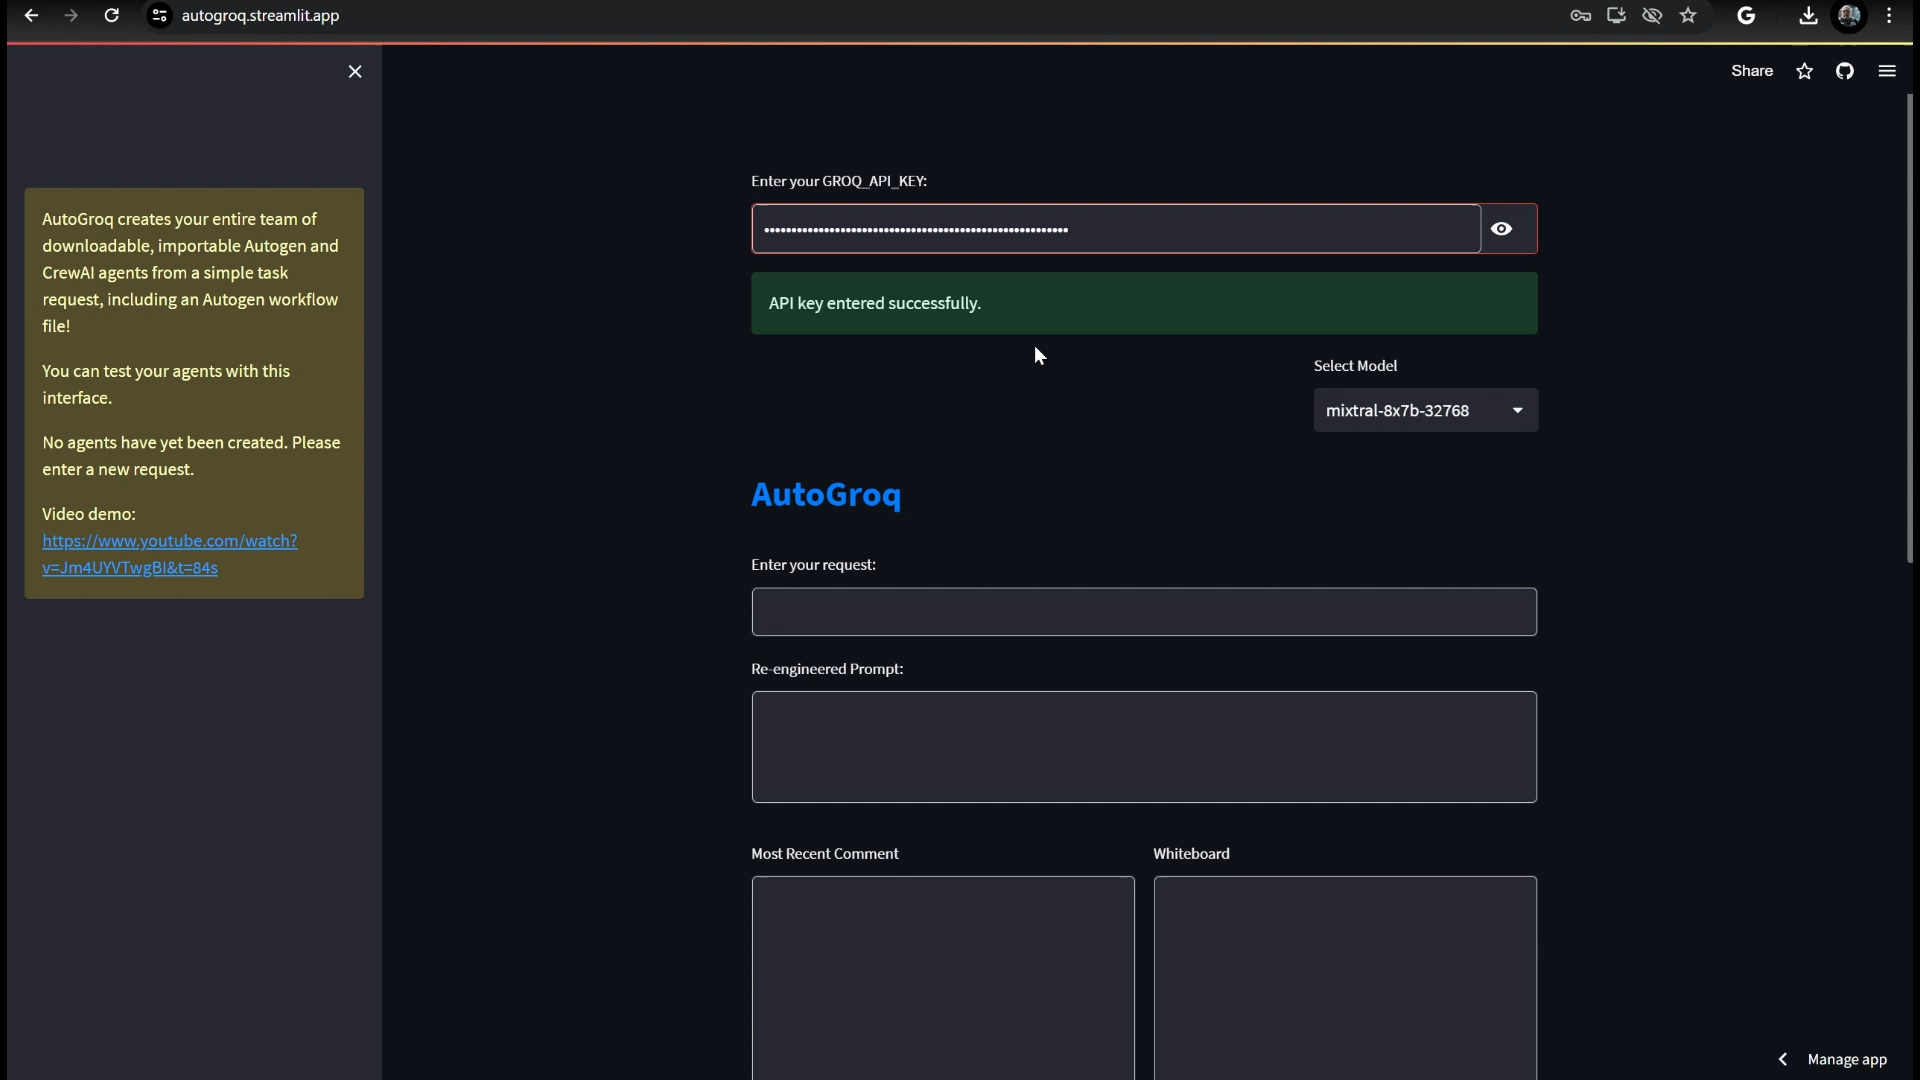 autogroq.streamlit.app
Share
AutoGroq creates your entire team of
downloadable, importable Autogen and
CrewAI agents from a simple task
request, including an Autogen workflow
file!
You can test your agents with this
interface.
No agents have yet been created. Please
enter a new request.
Video demo:
https://www.youtube.com/watch?
v=Jm4UYVTwgBI&t=84s
Enter your GROQ_API_KEY:
API key entered successfully.
Select Model
mixtral-8x7b-32768
AutoGroq
Enter your request:
Re-engineered Prompt:
Most Recent Comment
Whiteboard
Manage app